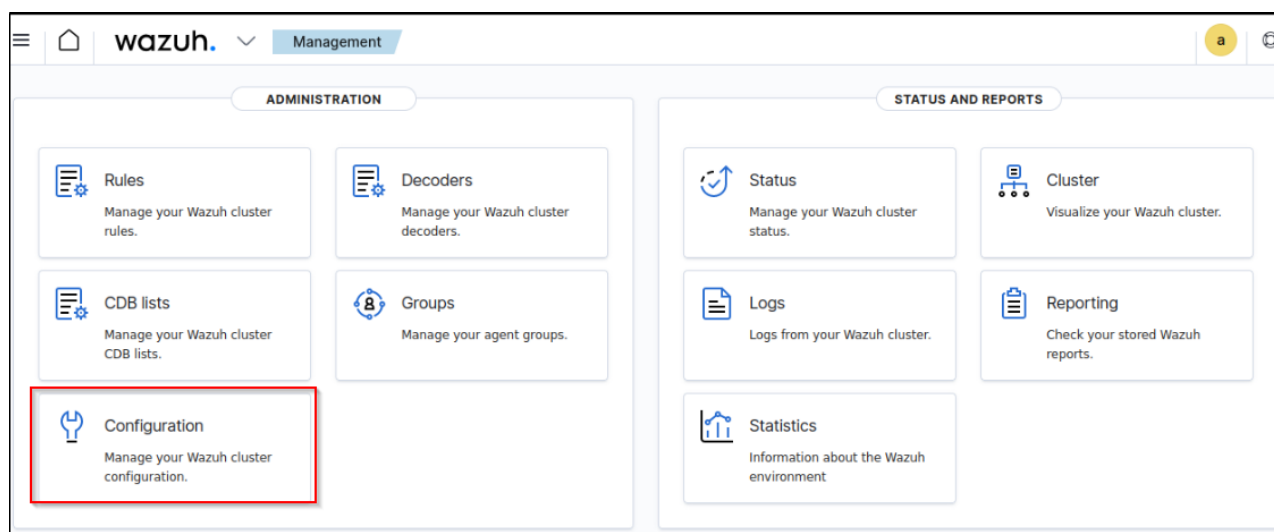 wazuh.
Management
a
ADMINISTRATION
Rules
Manage your Wazuh cluster
rules.
Decoders
Manage your Wazuh cluster
decoders.
CDB lists
Manage your Wazuh cluster
CDB lists.
Groups
Manage your agent groups.
Configuration
Manage your Wazuh cluster
configuration.
STATUS AND REPORTS
Status
Manage your Wazuh cluster
status.
Cluster
Visualize your Wazuh cluster.
Logs
Logs from your Wazuh cluster.
Reporting
Check your stored Wazuh
reports.
Statistics
Information about the Wazuh
environment